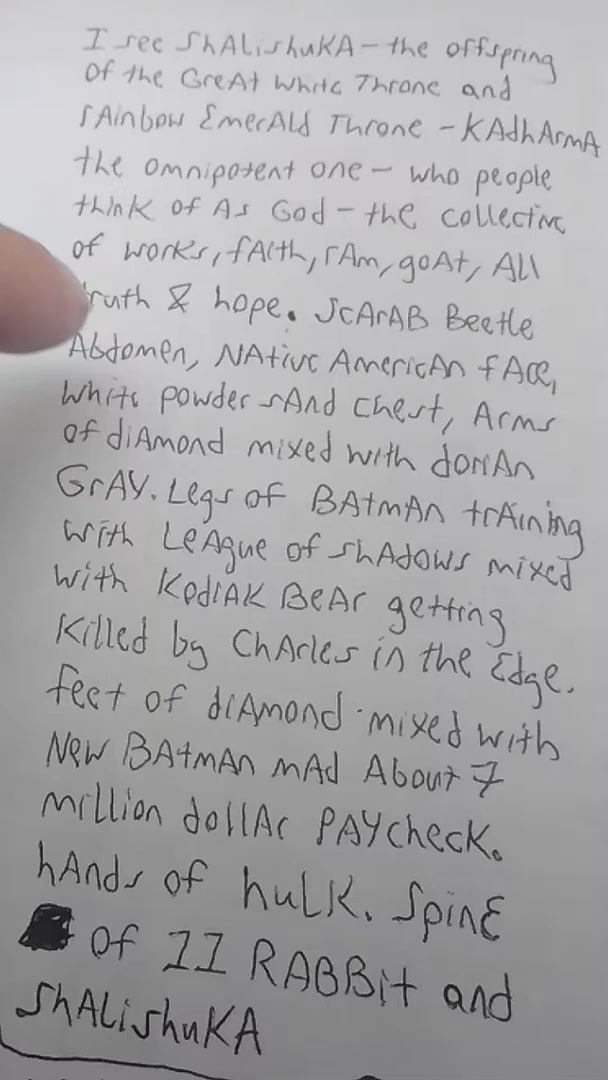 I see ShALishuKA - the offspring
of the GreAt White Throne and
rAinbow EmerAld Throne - KAdhArmA
the omnipotent one - who people
think of As God - the collective
of works, fAith, rAm, goAt, All
truth & hope. ScArAB Beetle
Abdomen, NAtive AmericAn fAce,
white powder sAnd chest, Arms
of diAmond mixed with doriAn
GrAy. Legs of BAtmAn trAining
with LeAgue of shAdows mixed
with KodiAK BeAr getting
Killed by ChArles in the Edge.
feet of diAmond mixed with
New BAtmAn mAd About 7
million dollAr PAycheck.
hAnds of huLK. SpinE
of II RABBit and
ShALishuKA